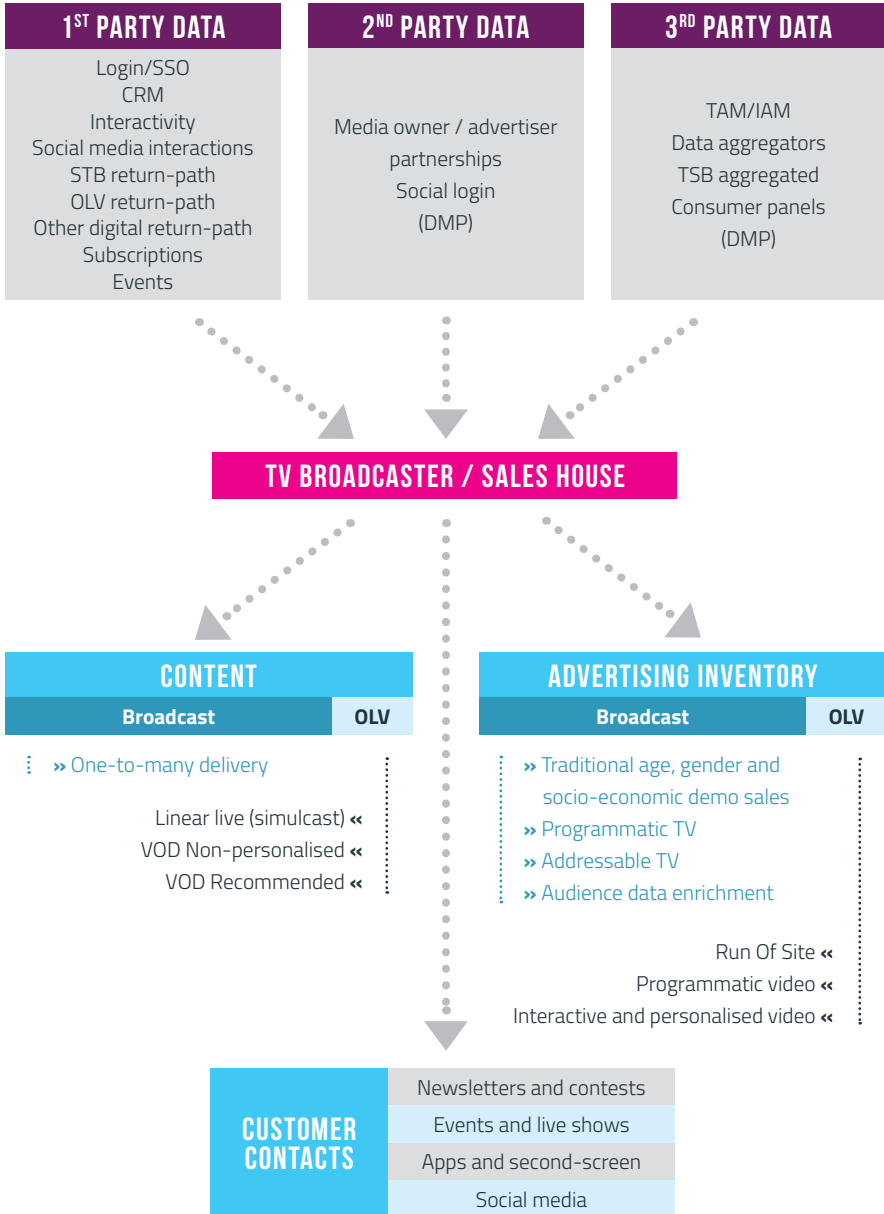 1ST PARTY DATA
Login/SSO
CRM
Interactivity
Social media interactions
STB return-path
OLV return-path
Other digital return-path
Subscriptions
Events
2ND PARTY DATA
Media owner / advertiser
partnerships
Social login
(DMP)
3RD PARTY DATA
TAM/IAM
Data aggregators
TSB aggregated
Consumer panels
(DMP)
TV BROADCASTER / SALES HOUSE
CONTENT
Broadcast
OLV
» One-to-many delivery
Linear live (simulcast) «
VOD Non-personalised «
VOD Recommended «
ADVERTISING INVENTORY
Broadcast
OLV
» Traditional age, gender and
socio-economic demo sales
» Programmatic TV
» Addressable TV
» Audience data enrichment
Run Of Site «
Programmatic video «
Interactive and personalised video «
CUSTOMER
CONTACTS
Newsletters and contests
Events and live shows
Apps and second-screen
Social media